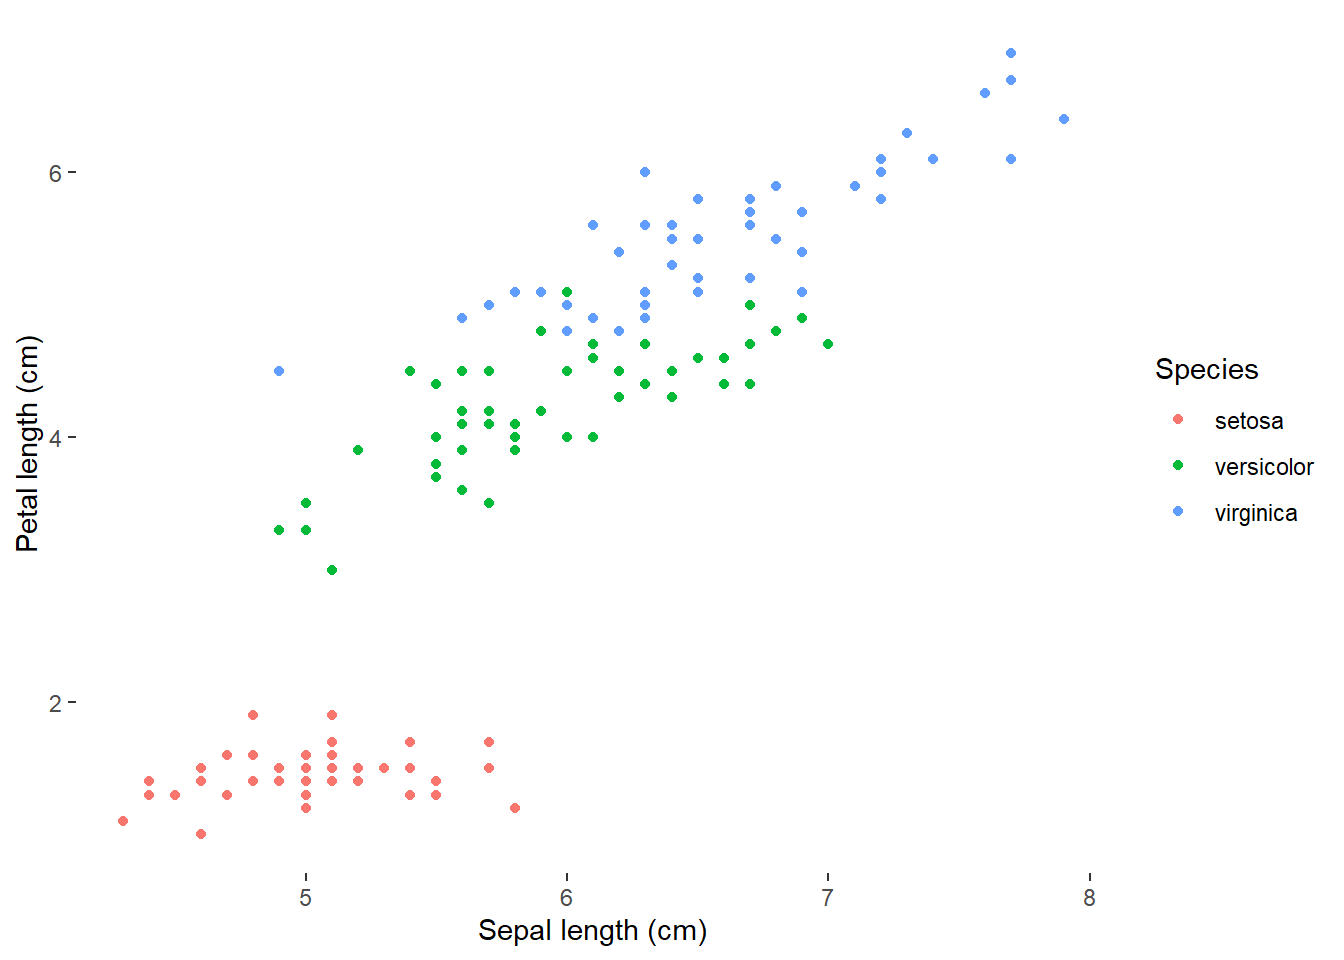 6
4
2
Petal length (cm)
5 6 7 8
Sepal length (cm)
Species
setosa
versicolor
virginica